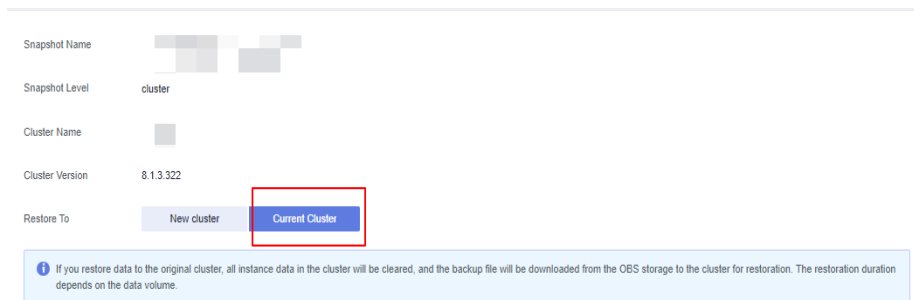 Snapshot Name
Snapshot Level cluster
Cluster Name
Cluster Version 8.1.3.322
Restore To New cluster Current Cluster
If you restore data to the original cluster, all instance data in the cluster will be cleared, and the backup file will be downloaded from the OBS storage to the cluster for restoration. The restoration duration
depends on the data volume.